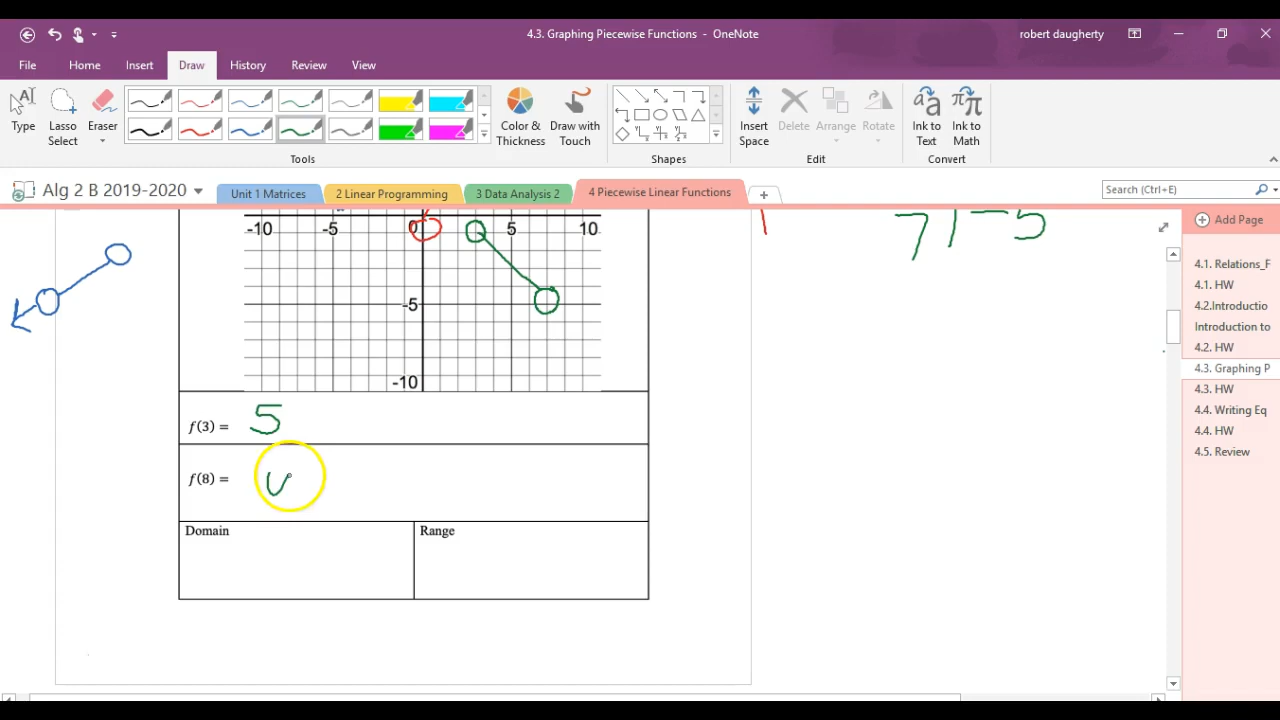 4.3. Graphing Piecewise Functions - OneNote
robert daugherty
File Home Insert Draw History Review View
Type
Lasso Select
Eraser
Color & Thickness
Draw with Touch
Insert Space
Delete
Arrange
Rotate
Ink to Text
Ink to Math
Tools
Shapes
Edit
Convert
Alg 2 B 2019-2020
Unit 1 Matrices
2 Linear Programming
3 Data Analysis 2
4 Piecewise Linear Functions
Search (Ctrl+E)
Add Page
4.1. Relations_F
4.1. HW
4.2.Introductio
Introduction to
4.2. HW
4.3. Graphing P
4.3. HW
4.4. Writing Eq
4.4. HW
4.5. Review
7 | -5
-10 -5 0 5 10
-5
-10
f(3) = 5
f(8) =
Domain Range